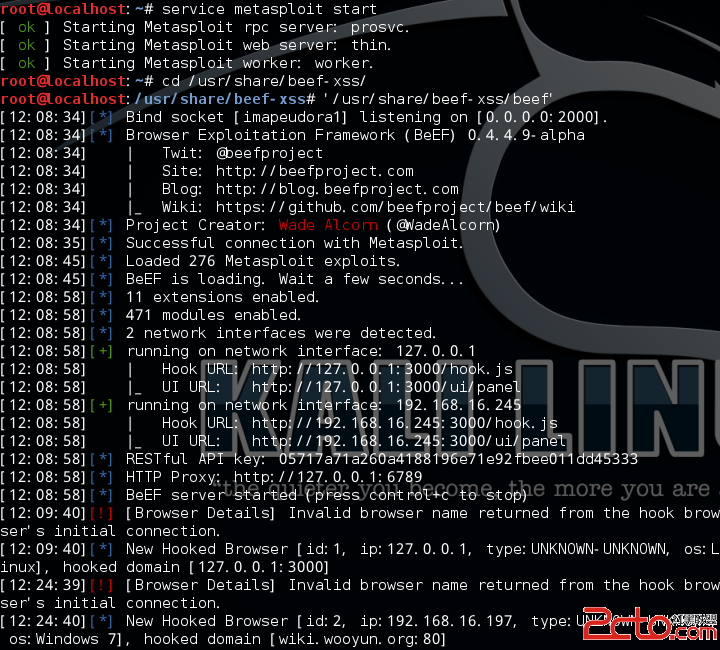 root@localhost:~# service metasploit start
[ ok ] Starting Metasploit rpc server: prosvc.
[ ok ] Starting Metasploit web server: thin.
[ ok ] Starting Metasploit worker: worker.
root@localhost:~# cd /usr/share/beef-xss/
root@localhost:/usr/share/beef-xss# '/usr/share/beef-xss/beef'
[12:08:34][*] Bind socket [imapeudora1] listening on [0.0.0.0:2000].
[12:08:34][*] Browser Exploitation Framework (BeEF) 0.4.4.9-alpha
[12:08:34]    |   Twit: @beefproject
[12:08:34]    |   Site: http://beefproject.com
[12:08:34]    |   Blog: http://blog.beefproject.com
[12:08:34]    |_  Wiki: https://github.com/beefproject/beef/wiki
[12:08:34][*] Project Creator: Wade Alcorn (@WadeAlcorn)
[12:08:35][*] Successful connection with Metasploit.
[12:08:45][*] Loaded 276 Metasploit exploits.
[12:08:45][*] BeEF is loading. Wait a few seconds...
[12:08:58][*] 11 extensions enabled.
[12:08:58][*] 471 modules enabled.
[12:08:58][*] 2 network interfaces were detected.
[12:08:58][+] running on network interface: 127.0.0.1
[12:08:58]    |   Hook URL: http://127.0.0.1:3000/hook.js
[12:08:58]    |_  UI URL:   http://127.0.0.1:3000/ui/panel
[12:08:58][+] running on network interface: 192.168.16.245
[12:08:58]    |   Hook URL: http://192.168.16.245:3000/hook.js
[12:08:58]    |_  UI URL:   http://192.168.16.245:3000/ui/panel
[12:08:58][*] RESTful API key: 05717a71a260a4188196e71e92fbee011dd45333
[12:08:58][*] HTTP Proxy: http://127.0.0.1:6789
[12:08:58][*] BeEF server started (press control+c to stop)
[12:09:40][!] [Browser Details] Invalid browser name returned from the hook brow
ser's initial connection.
[12:09:40][*] New Hooked Browser [id:1, ip:127.0.0.1, type:UNKNOWN-UNKNOWN, os:L
inux], hooked domain [127.0.0.1:3000]
[12:24:39][!] [Browser Details] Invalid browser name returned from the hook brow
ser's initial connection.
[12:24:40][*] New Hooked Browser [id:2, ip:192.168.16.197, type:UNKNOWN-UNKNOWN,
 os:Windows 7], hooked domain [wiki.wooyun.org:80]
KALI LINU
the quieter you become, the more you are
2cto.com